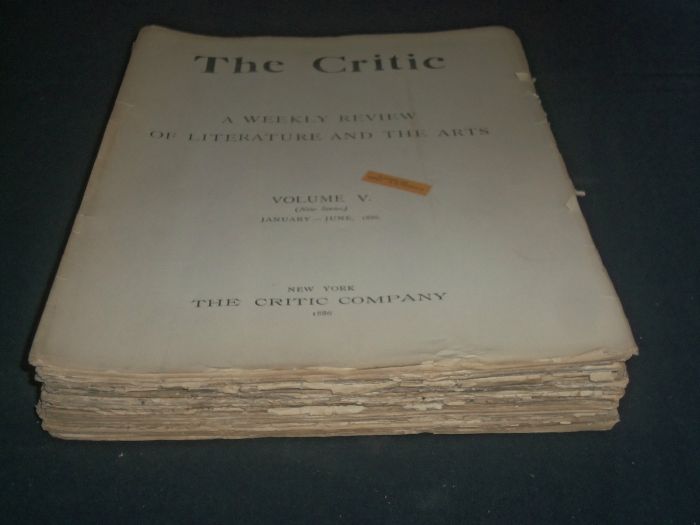 The Critic
A WEEKLY REVIEW
OF LITERATURE AND THE ARTS
VOLUME V.
(New Series.)
JANUARY—JUNE, 1886.
NEW YORK
THE CRITIC COMPANY
1886